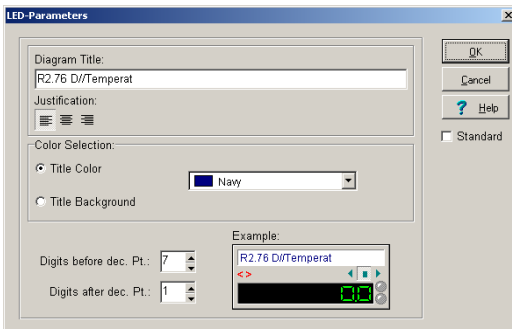 LED-Parameters
Diagram Title:
R2.76 D//Temperat
Justification:
Color Selection:
Title Color
Navy
Title Background
Digits before dec. Pt.: 7
Digits after dec. Pt.: 1
Example:
R2.76 D//Temperat
<>
0.0
OK
Cancel
? Help
Standard